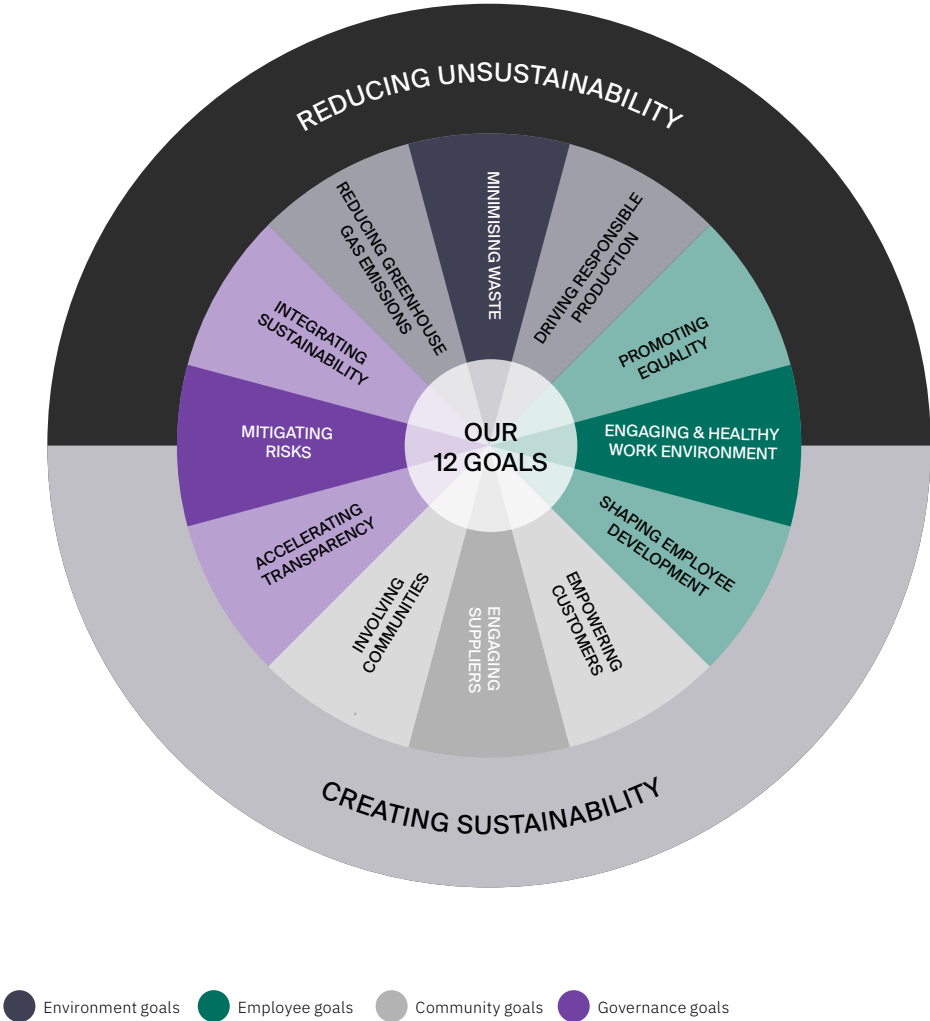 REDUCING UNSUSTAINABILITY
MINIMISING WASTE
DRIVING RESPONSIBLE
PRODUCTION
PROMOTING
EQUALITY
ENGAGING & HEALTHY
WORK ENVIRONMENT
SHAPING EMPLOYEE
DEVELOPMENT
EMPOWERING
CUSTOMERS
ENGAGING
SUPPLIERS
INVOLVING
COMMUNITIES
ACCELERATING
TRANSPARENCY
MITIGATING
RISKS
INTEGRATING
SUSTAINABILITY
REDUCING GREENHOUSE
GAS EMISSIONS
OUR
12 GOALS
CREATING SUSTAINABILITY
Environment goals
Employee goals
Community goals
Governance goals